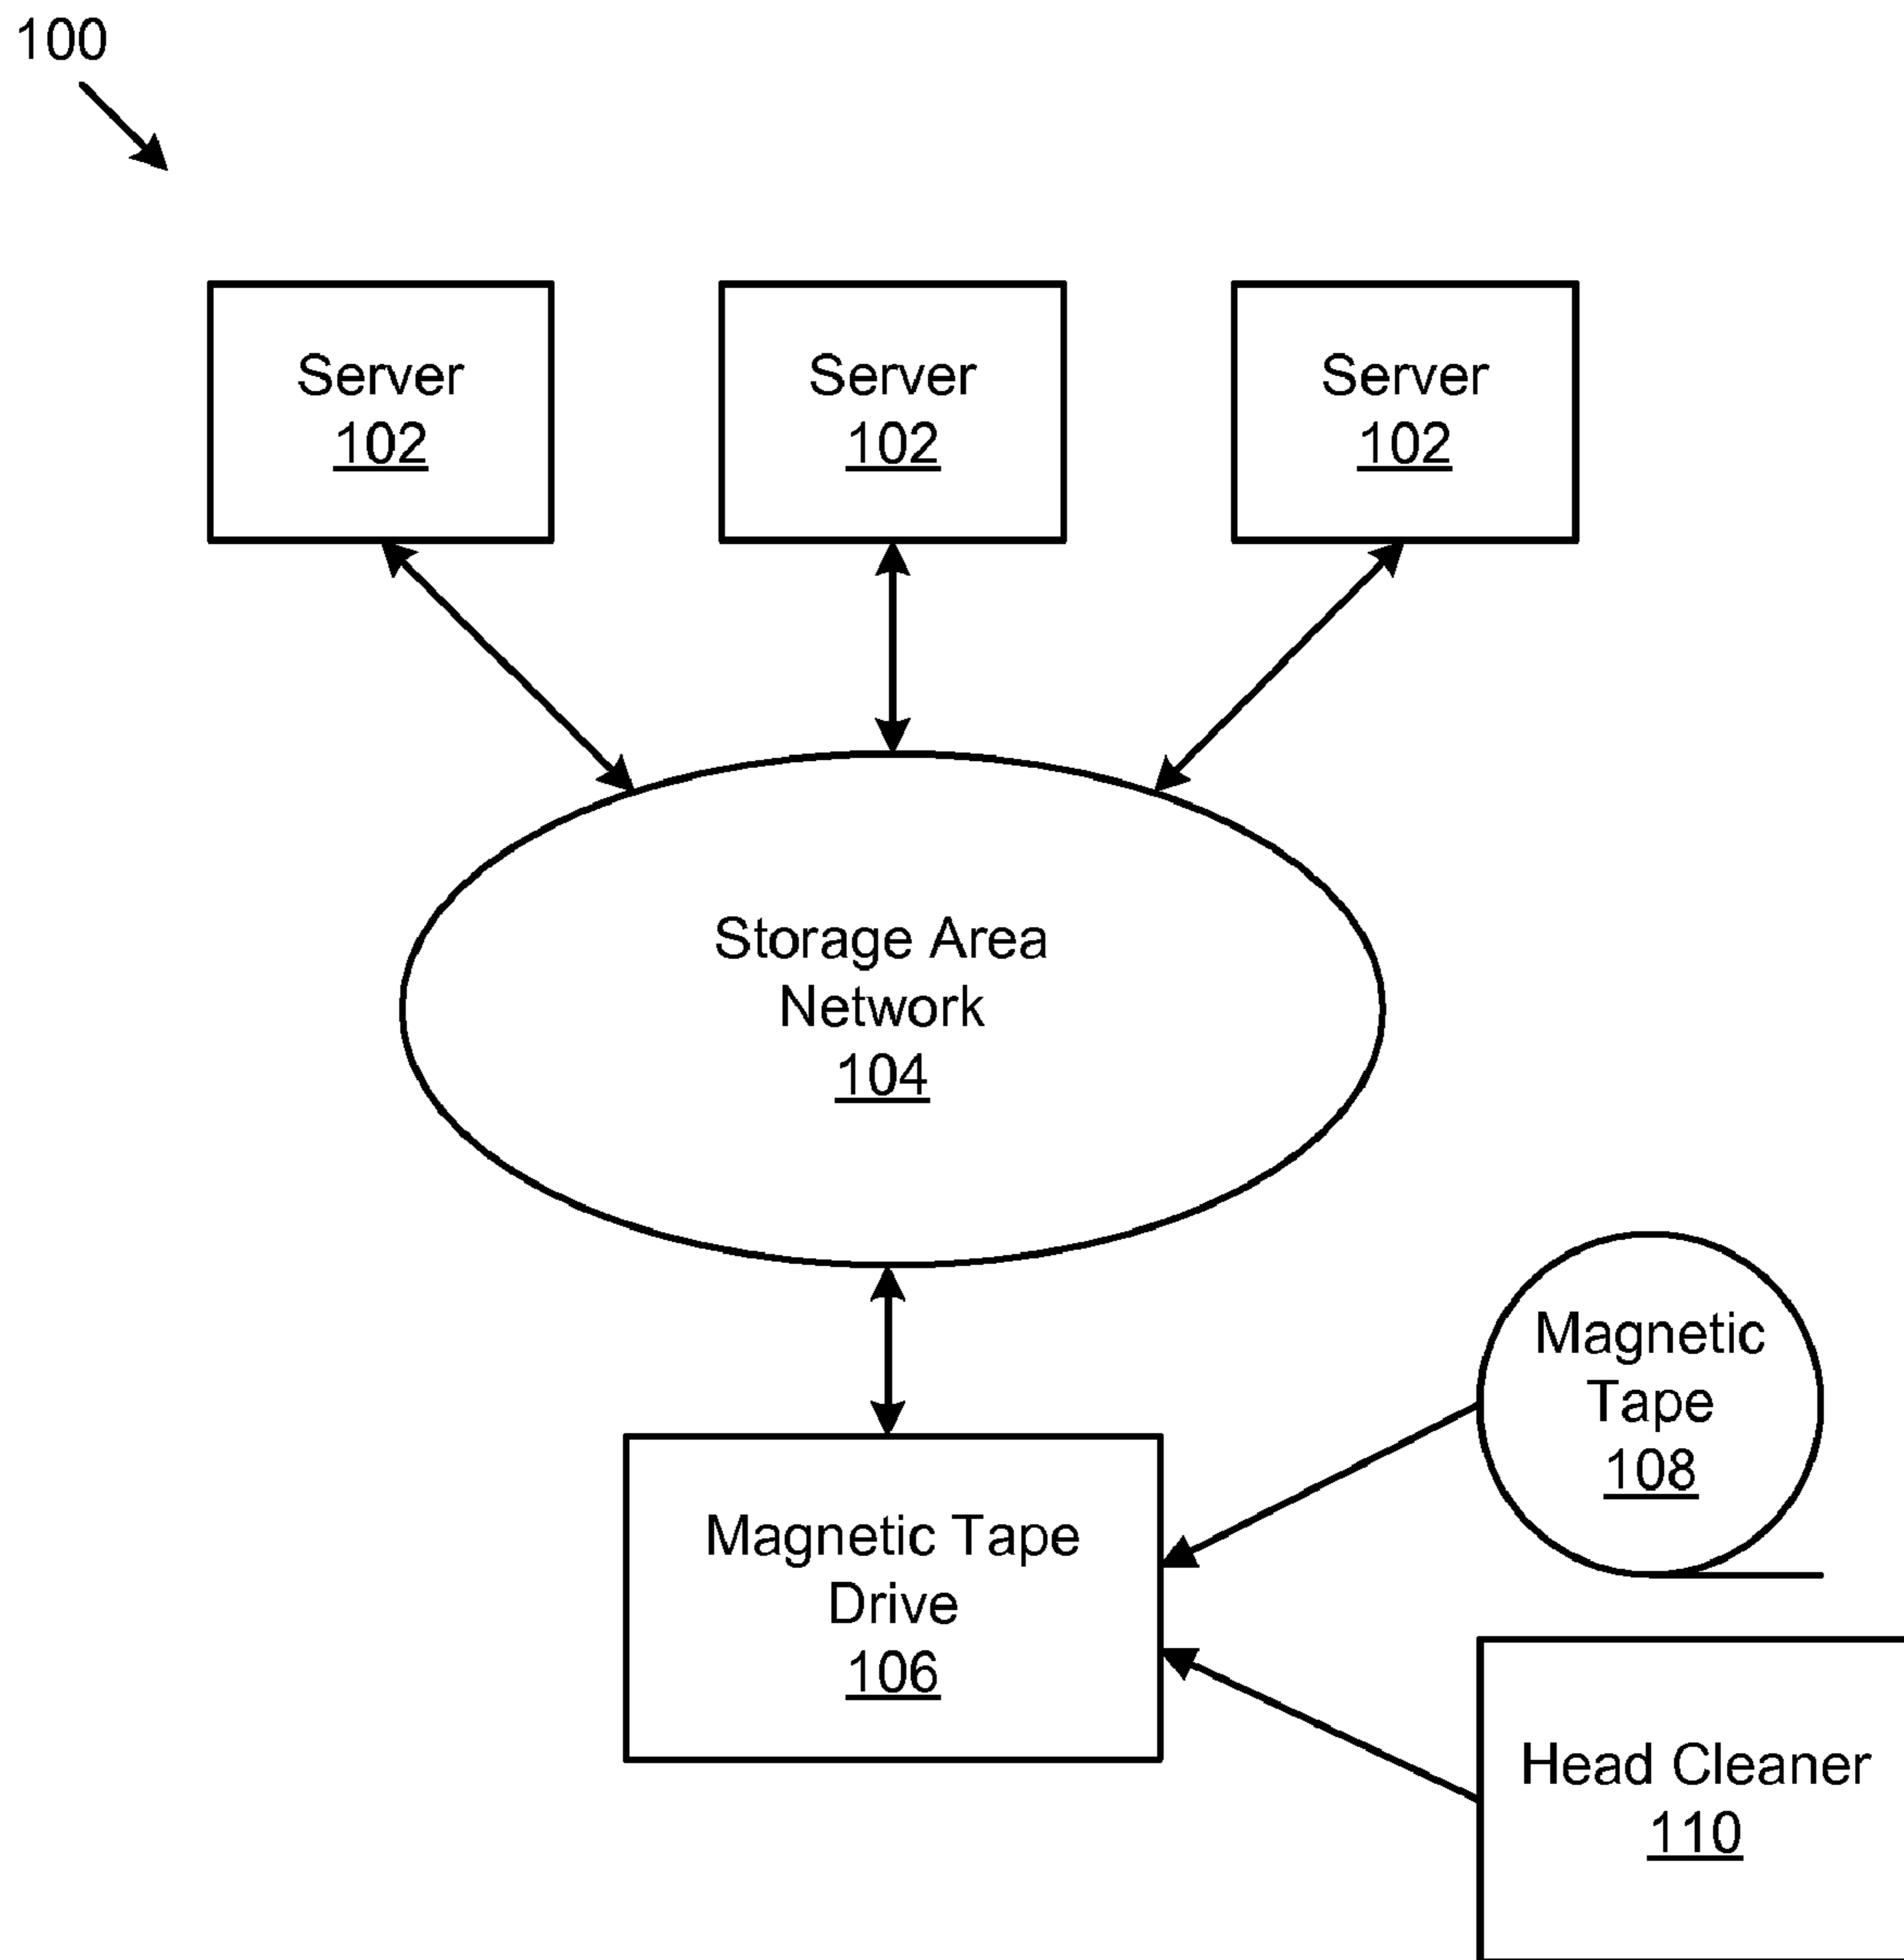 100
Server
102
Server
102
Server
102
Storage Area
Network
104
Magnetic
Tape
108
Magnetic Tape
Drive
106
Head Cleaner
110